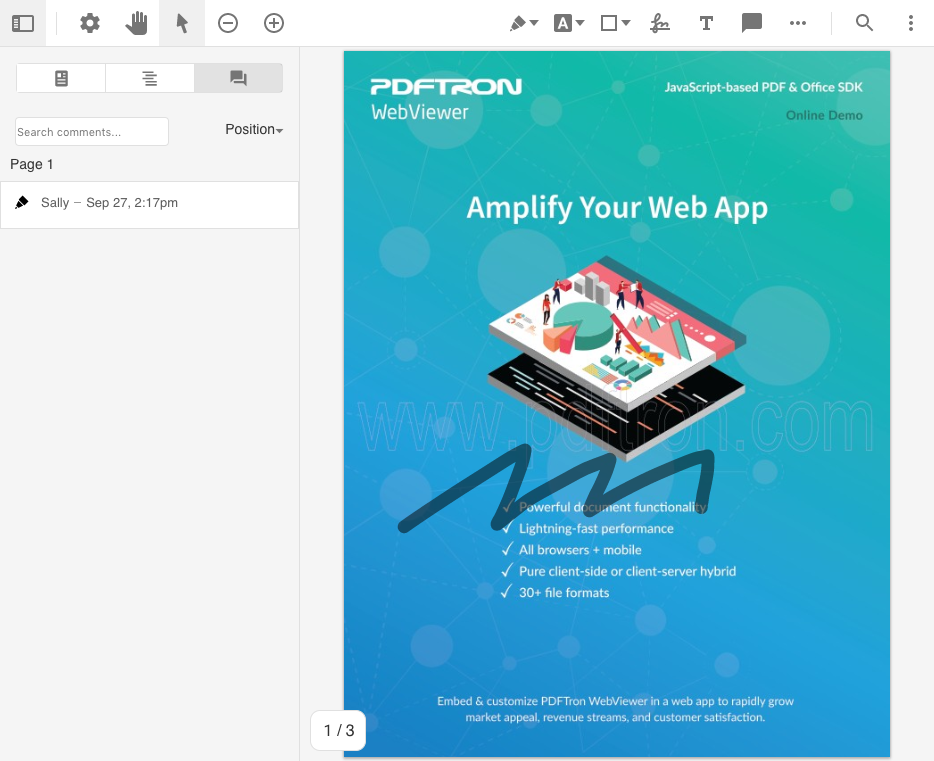 A
T
Search comments...
Position
Page 1
Sally – Sep 27, 2:17pm
PDFTRON
WebViewer
JavaScript-based PDF & Office SDK
Online Demo
Amplify Your Web App
www.pdftron.com
✓ Powerful document functionality
✓ Lightning-fast performance
✓ All browsers + mobile
✓ Pure client-side or client-server hybrid
✓ 30+ file formats
Embed & customize PDFTron WebViewer in a web app to rapidly grow
market appeal, revenue streams, and customer satisfaction.
1 / 3